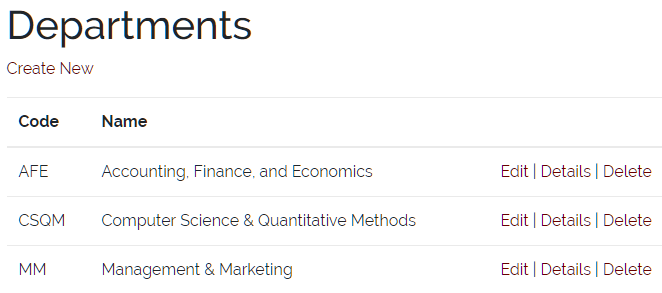 Departments
Create New
Code Name
AFE Accounting, Finance, and Economics Edit | Details | Delete
CSQM Computer Science & Quantitative Methods Edit | Details | Delete
MM Management & Marketing Edit | Details | Delete